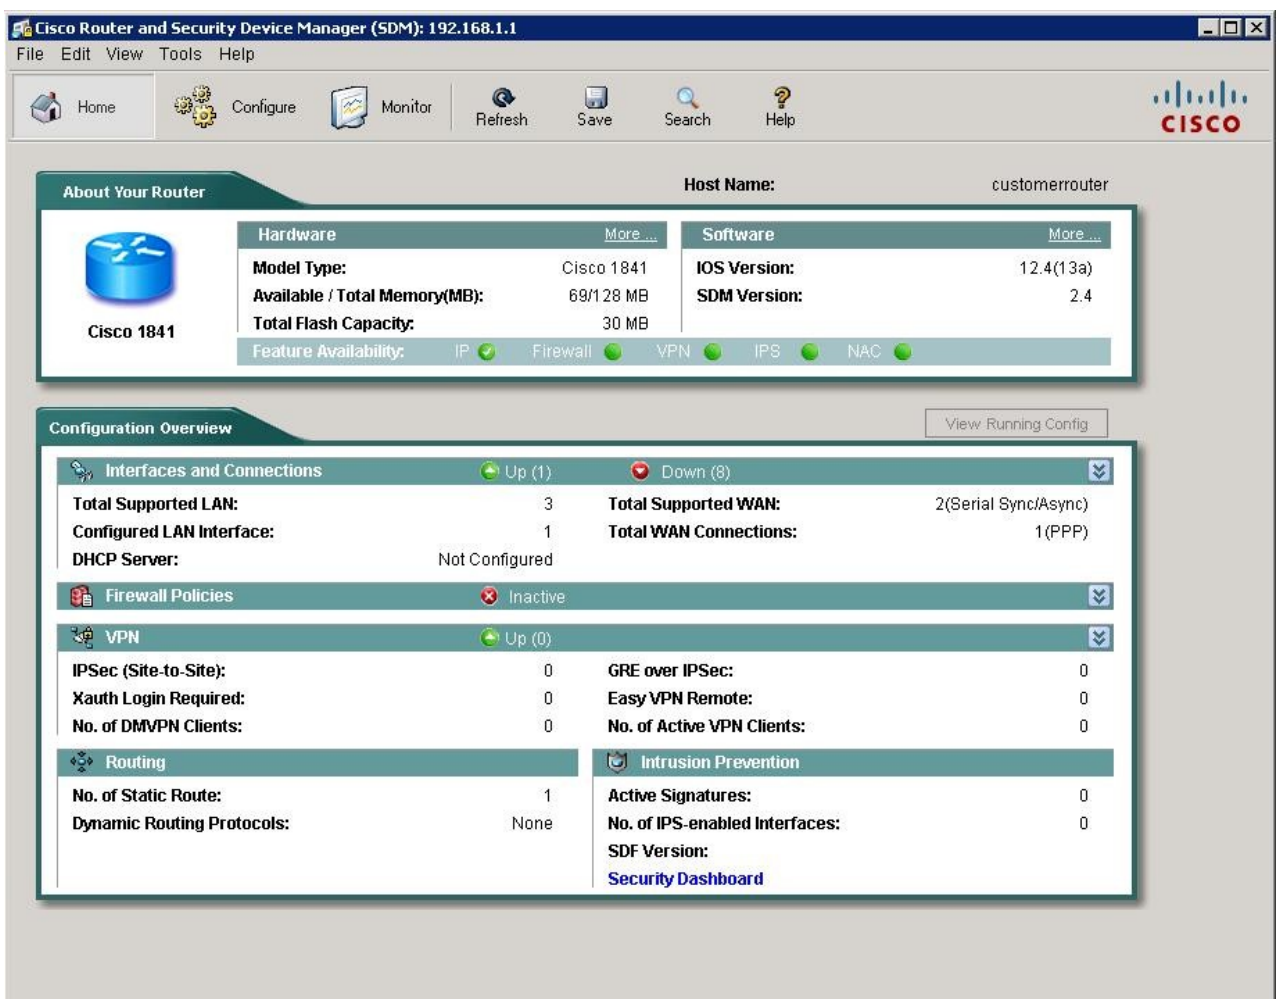 Cisco Router and Security Device Manager (SDM): 192.168.1.1
File Edit View Tools Help
Home Configure Monitor Refresh Save Search Help
CISCO
About Your Router Host Name: customerrouter
Hardware More ... Software More ...
Model Type: Cisco 1841 IOS Version: 12.4(13a)
Available / Total Memory(MB): 69/128 MB SDM Version: 2.4
Total Flash Capacity: 30 MB
Cisco 1841
Feature Availability: IP Firewall VPN IPS NAC
Configuration Overview View Running Config
Interfaces and Connections Up (1) Down (8)
Total Supported LAN: 3 Total Supported WAN: 2(Serial Sync/Async)
Configured LAN Interface: 1 Total WAN Connections: 1(PPP)
DHCP Server: Not Configured
Firewall Policies Inactive
VPN Up (0)
IPSec (Site-to-Site): 0 GRE over IPSec: 0
Xauth Login Required: 0 Easy VPN Remote: 0
No. of DMVPN Clients: 0 No. of Active VPN Clients: 0
Routing Intrusion Prevention
No. of Static Route: 1 Active Signatures: 0
Dynamic Routing Protocols: None No. of IPS-enabled Interfaces: 0
SDF Version:
Security Dashboard